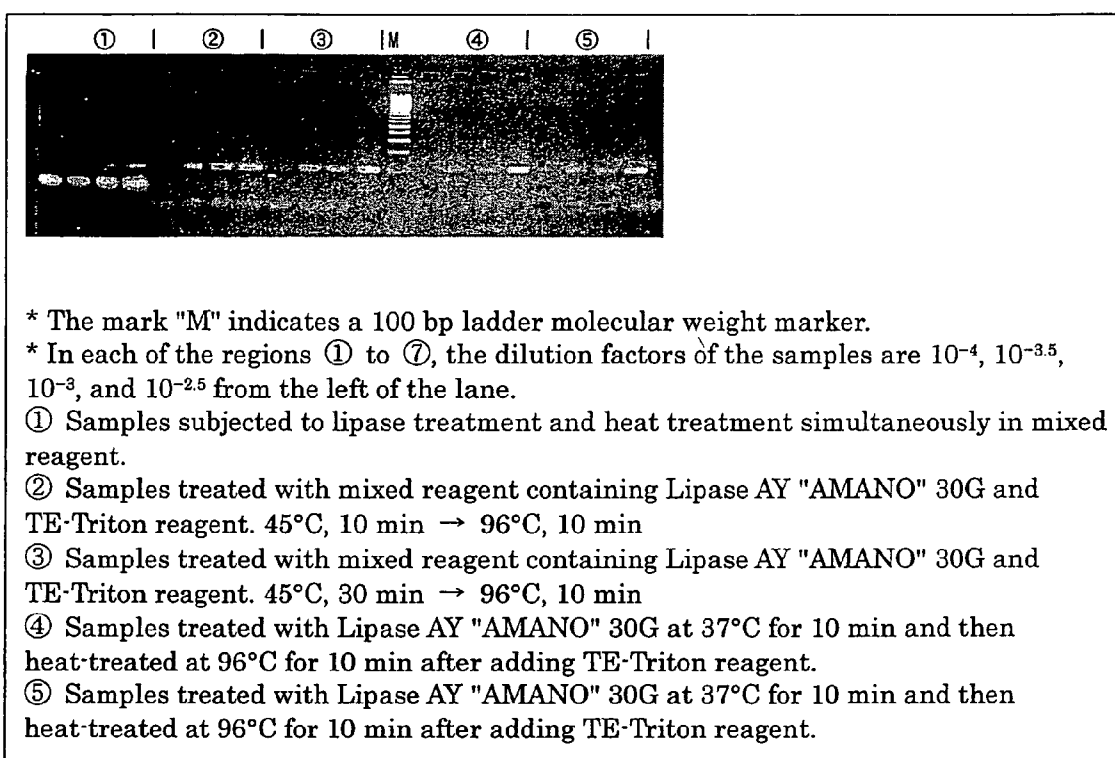 ① | ② | ③ |M ④ | ⑤ |
* The mark "M" indicates a 100 bp ladder molecular weight marker.
* In each of the regions ① to ⑦, the dilution factors of the samples are 10⁻⁴, 10⁻³·⁵,
10⁻³, and 10⁻²·⁵ from the left of the lane.
① Samples subjected to lipase treatment and heat treatment simultaneously in mixed
reagent.
② Samples treated with mixed reagent containing Lipase AY "AMANO" 30G and
TE-Triton reagent. 45°C, 10 min → 96°C, 10 min
③ Samples treated with mixed reagent containing Lipase AY "AMANO" 30G and
TE-Triton reagent. 45°C, 30 min → 96°C, 10 min
④ Samples treated with Lipase AY "AMANO" 30G at 37°C for 10 min and then
heat-treated at 96°C for 10 min after adding TE-Triton reagent.
⑤ Samples treated with Lipase AY "AMANO" 30G at 37°C for 10 min and then
heat-treated at 96°C for 10 min after adding TE-Triton reagent.